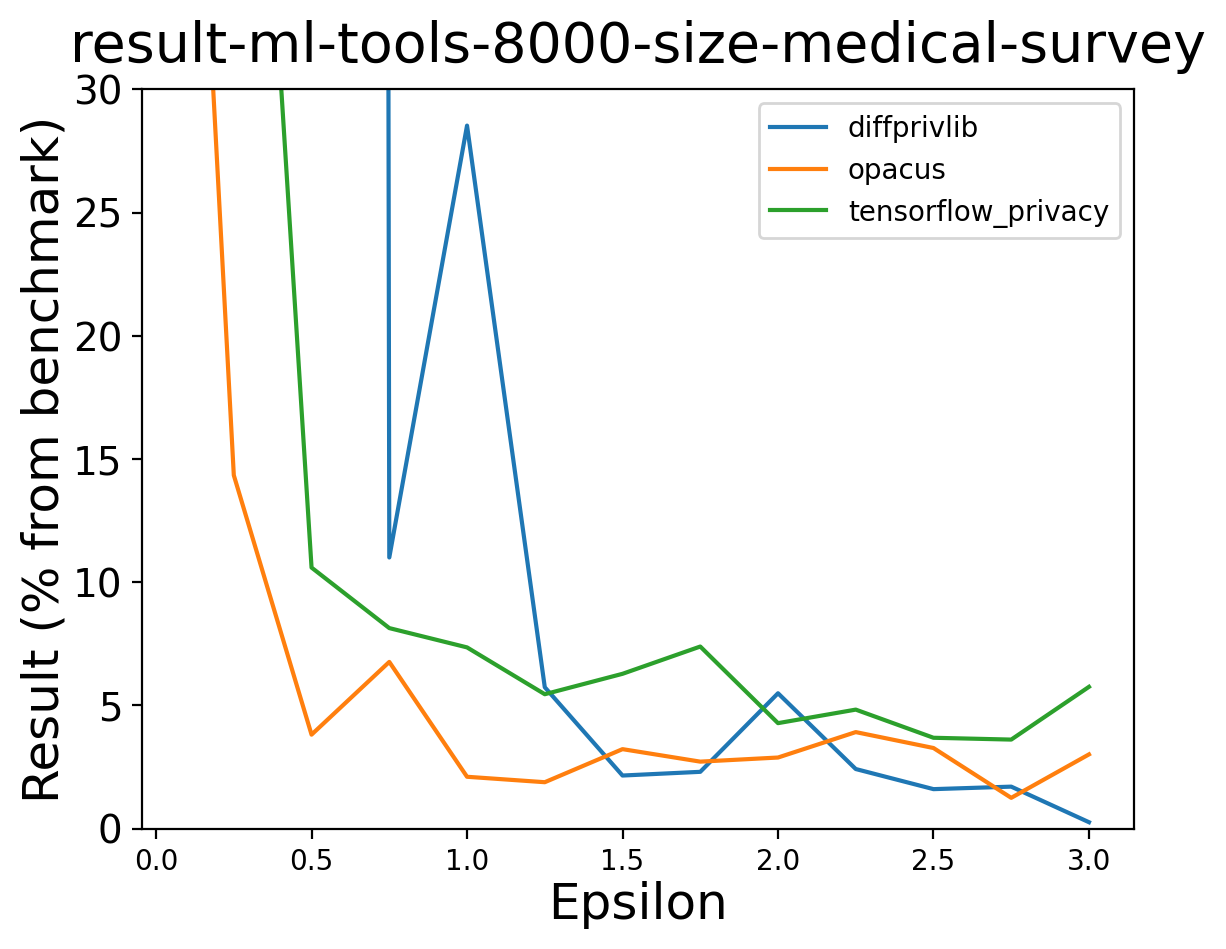 result-ml-tools-8000-size-medical-survey
30
25
20
15
10
5
0
Result (% from benchmark)
diffprivlib
opacus
tensorflow_privacy
0.0 0.5 1.0 1.5 2.0 2.5 3.0
Epsilon